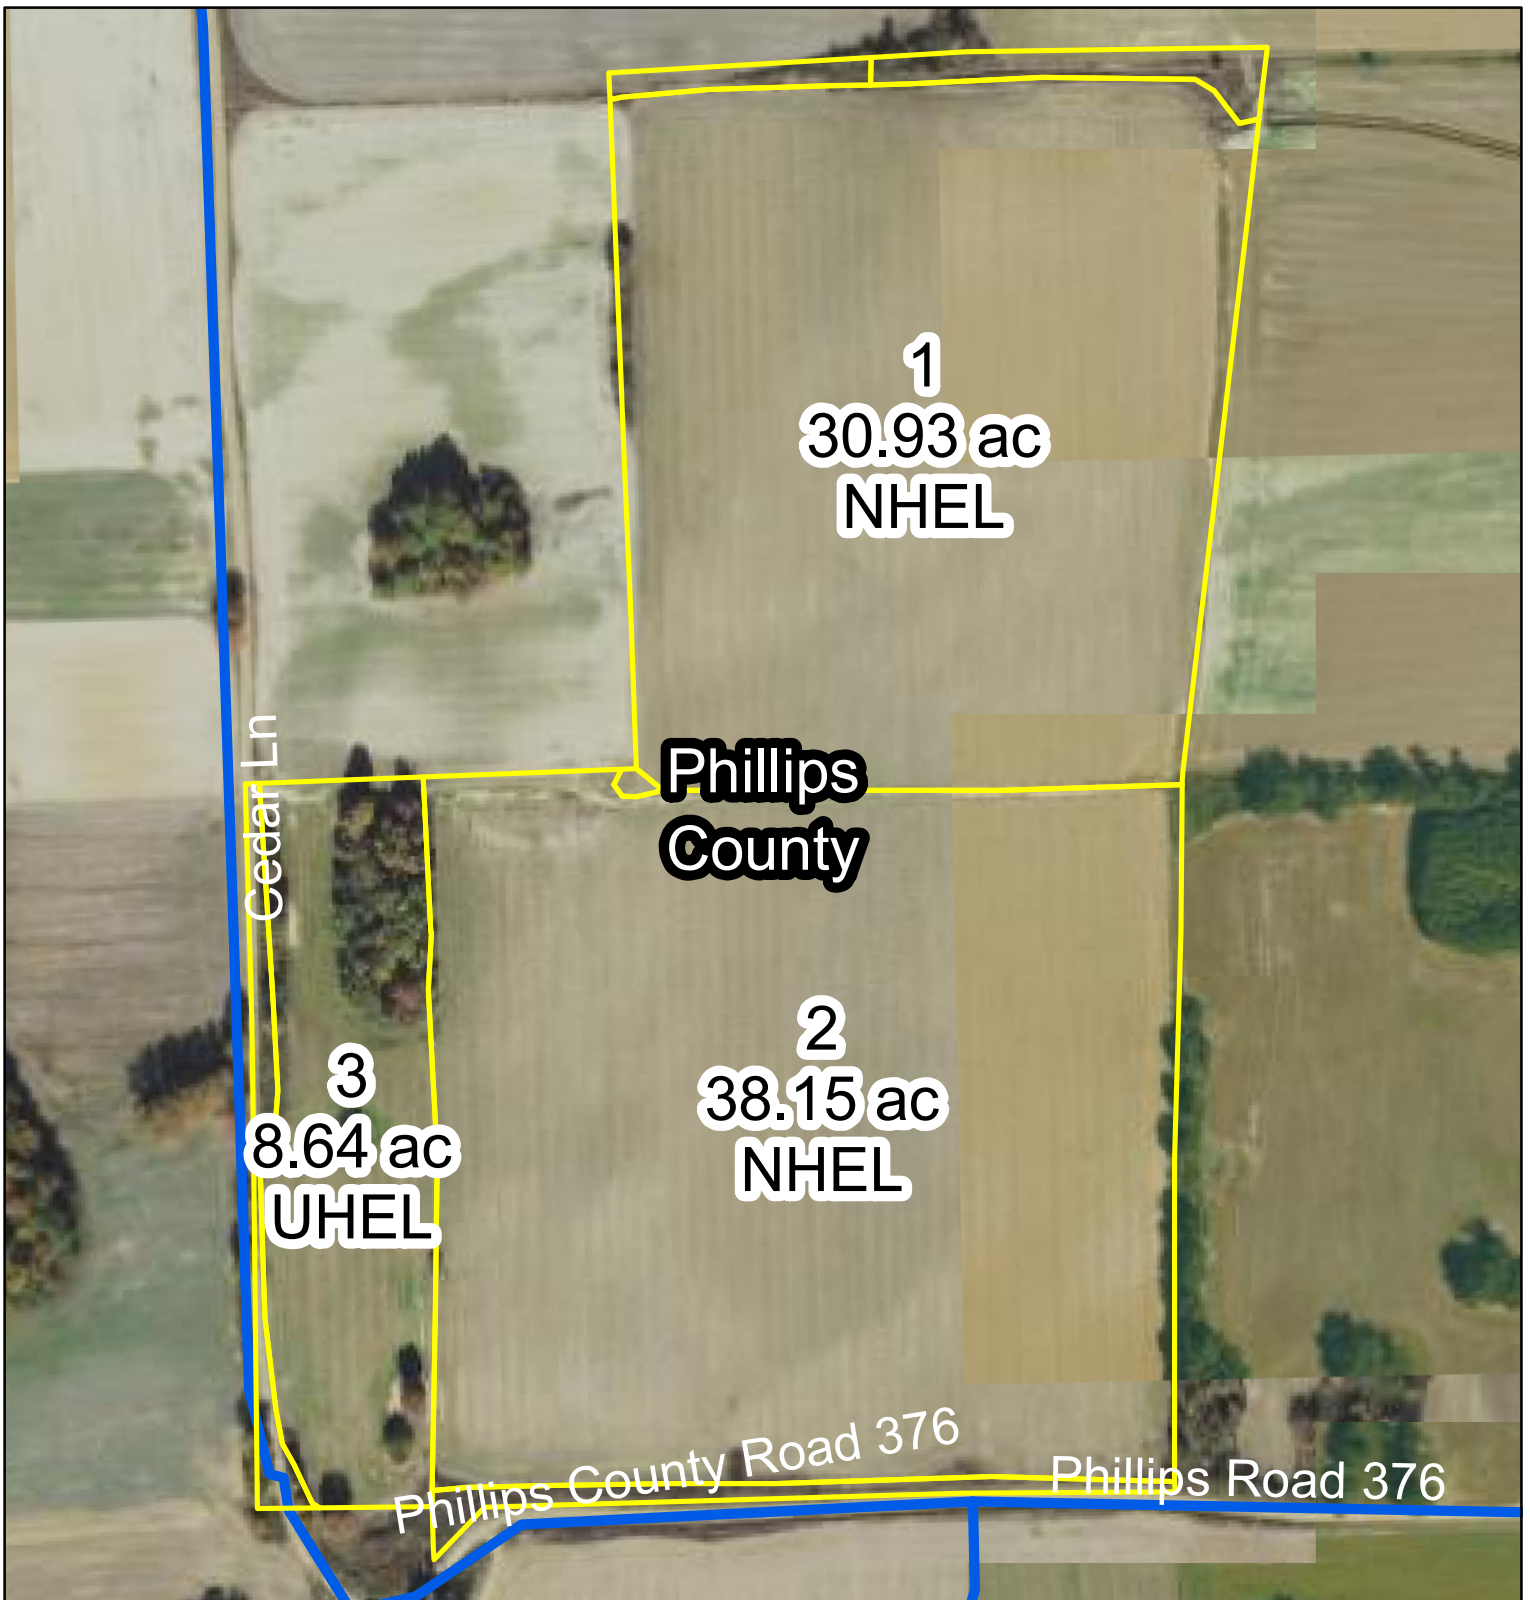 1
30.93 ac
NHEL
Phillips
County
Cedar Ln
2
38.15 ac
NHEL
3
8.64 ac
UHEL
Phillips County Road 376
Phillips Road 376